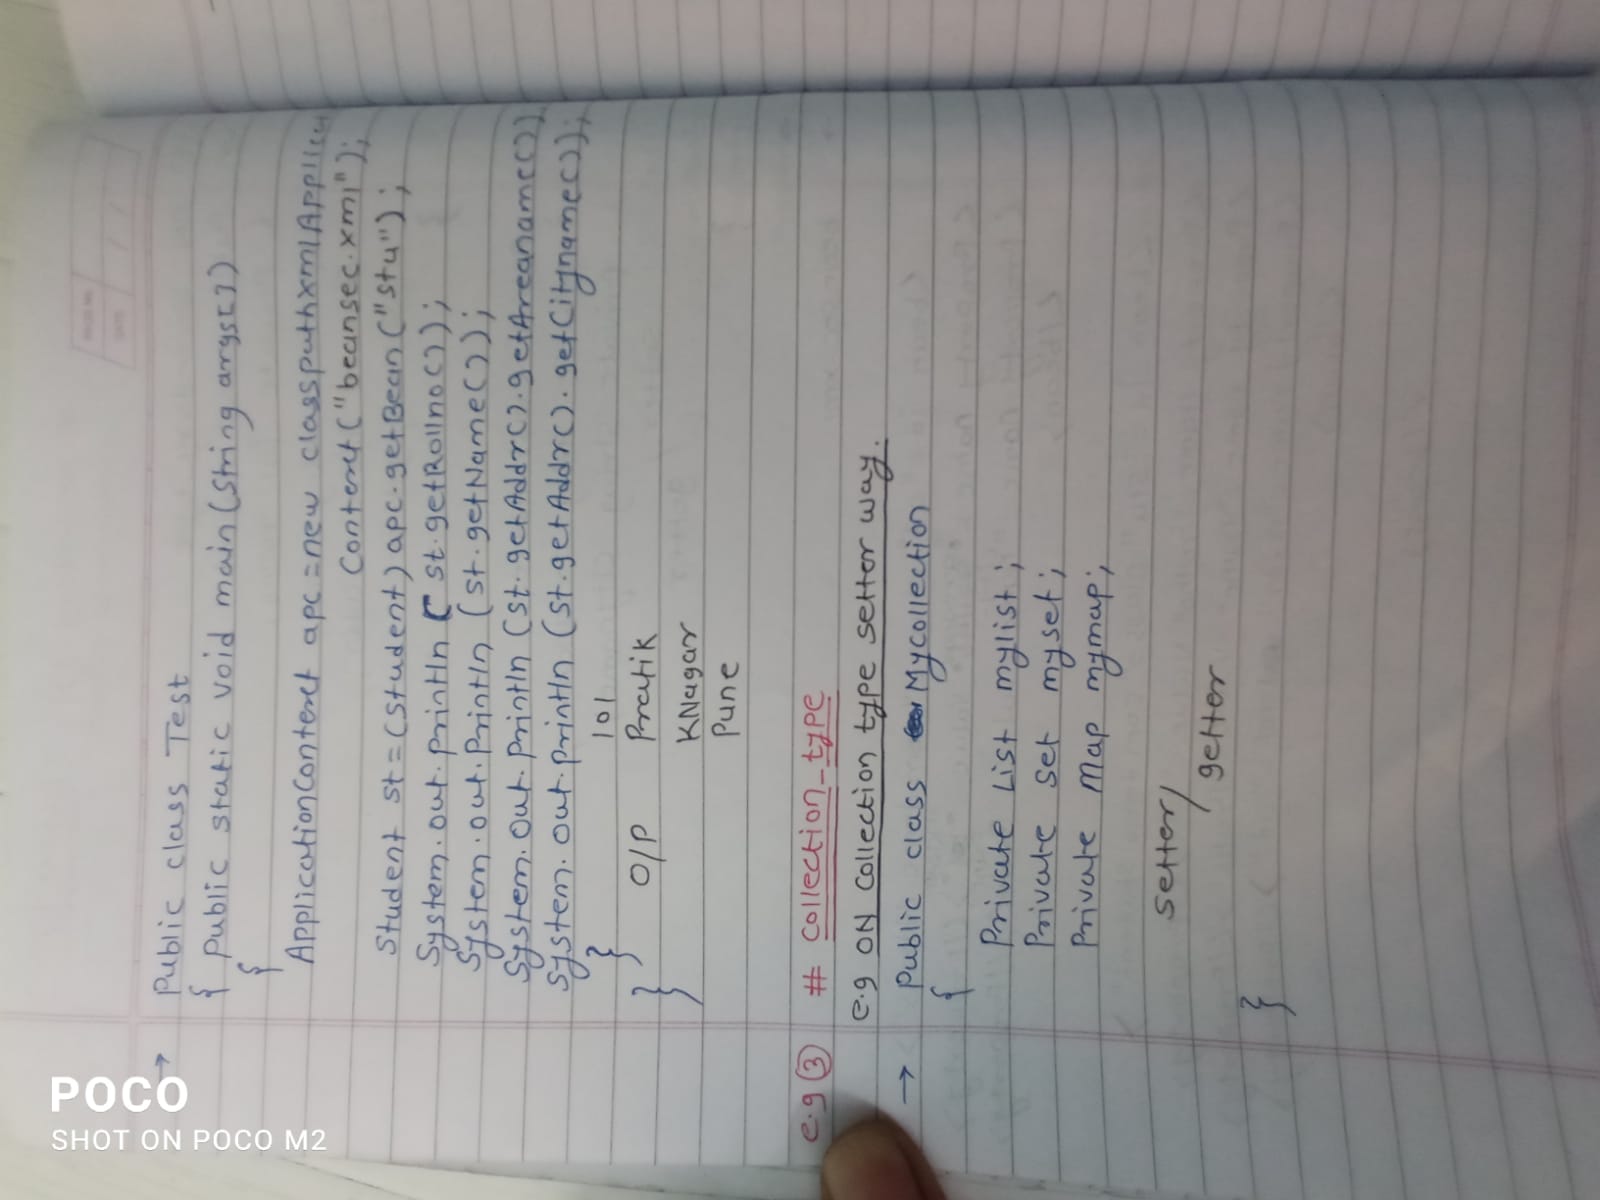 → Public class Test
{ public static void main(String args[])
{
ApplicationContext apc = new classpathxmlApplica
Context("beansec.xml");
Student st = (Student) apc.getBean("stu");
System.out.println( st.getRollno());
System.out.println (st.getName());
System.out.println (st.getAddr().getAreaname());
System.out.println (st.getAddr().getCityname());
} 101
} O/P Pratik
KNagar
Pune
e.g ③ # Collection_type
e.g ON collection type setter way.
→ Public class Mycollection
{
Private List mylist;
Private Set myset;
Private Map mymap;
Setter/
getter
}
POCO
SHOT ON POCO M2